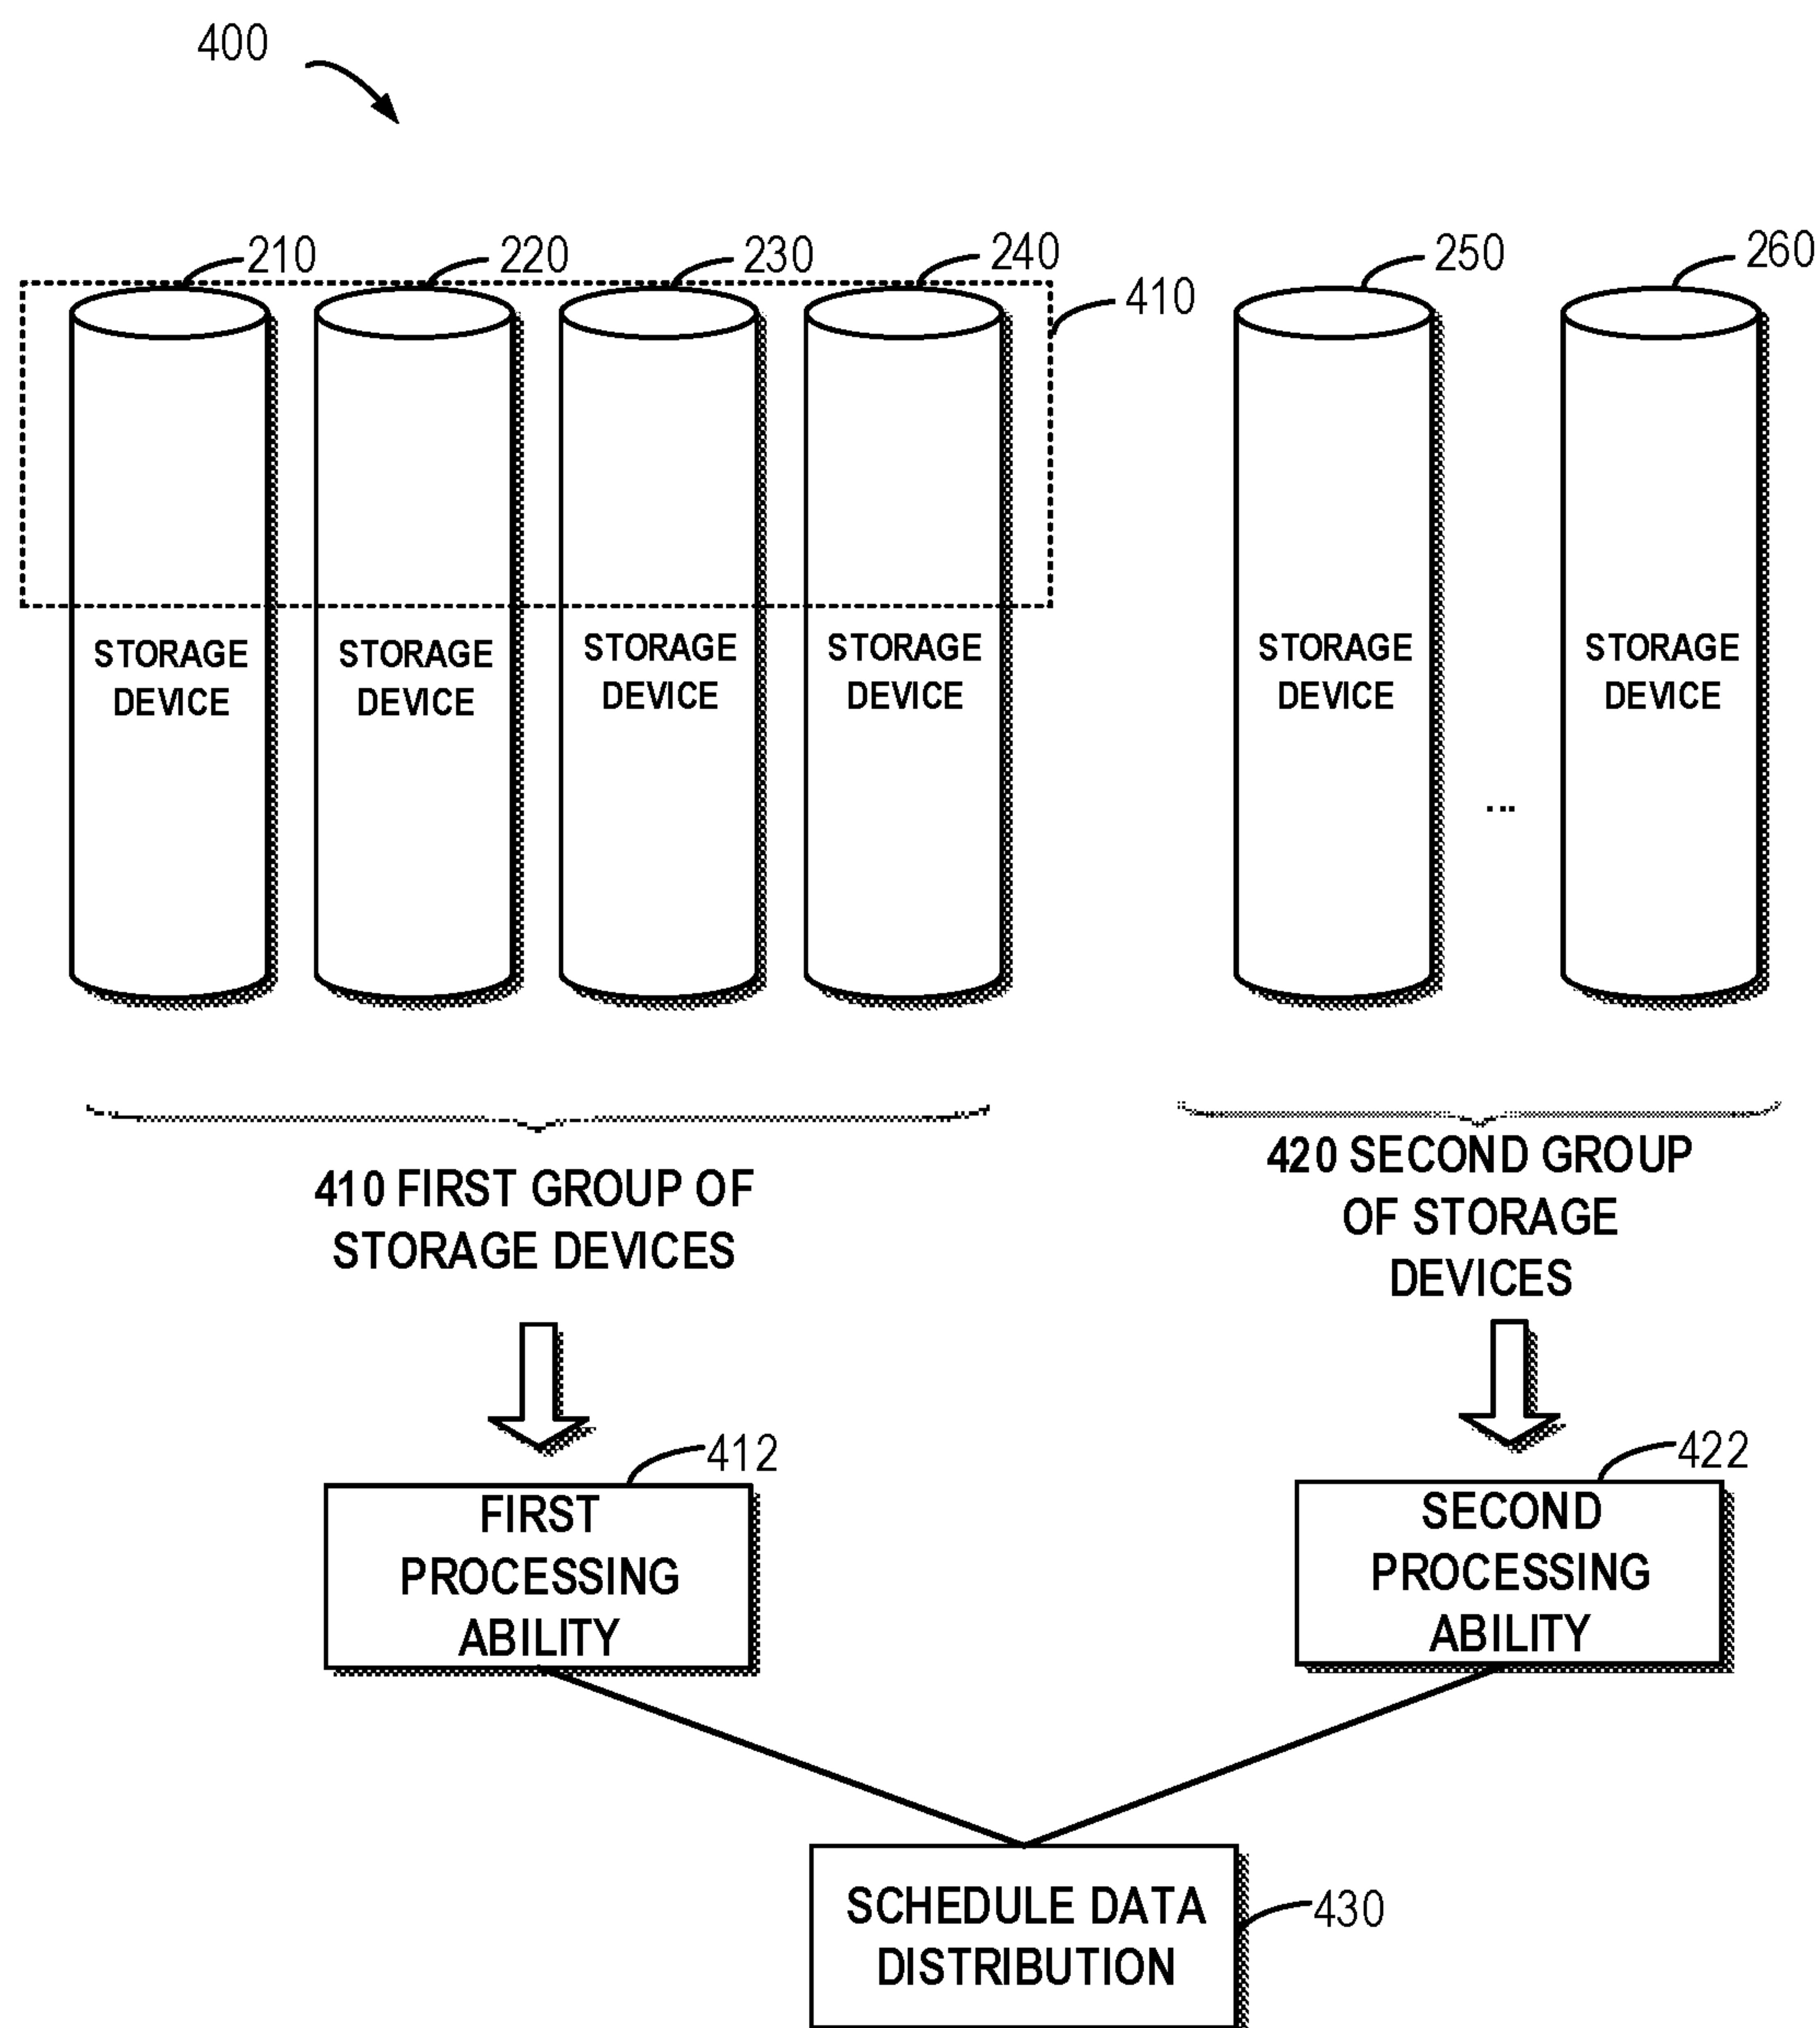 400
210
220
230
240
410
250
260
STORAGE
DEVICE
STORAGE
DEVICE
STORAGE
DEVICE
STORAGE
DEVICE
STORAGE
DEVICE
...
STORAGE
DEVICE
410 FIRST GROUP OF
STORAGE DEVICES
420 SECOND GROUP
OF STORAGE
DEVICES
412
FIRST
PROCESSING
ABILITY
422
SECOND
PROCESSING
ABILITY
SCHEDULE DATA
DISTRIBUTION
430